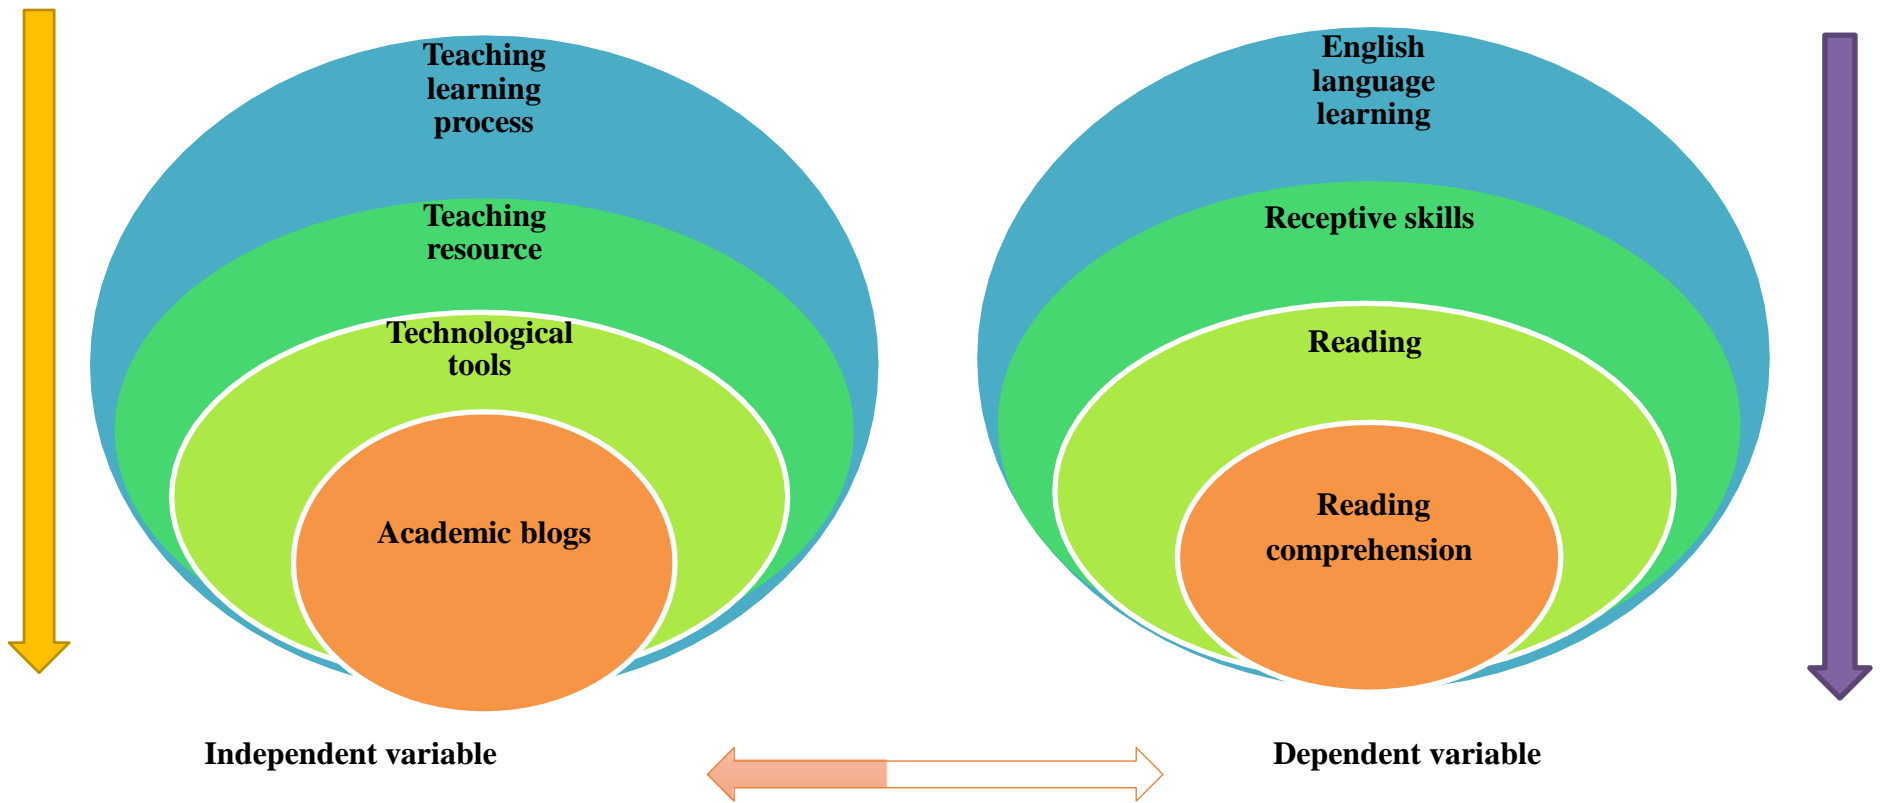 Teaching
learning
process
Teaching
resource
Technological
tools
Academic blogs
Independent variable
English
language
learning
Receptive skills
Reading
Reading
comprehension
Dependent variable